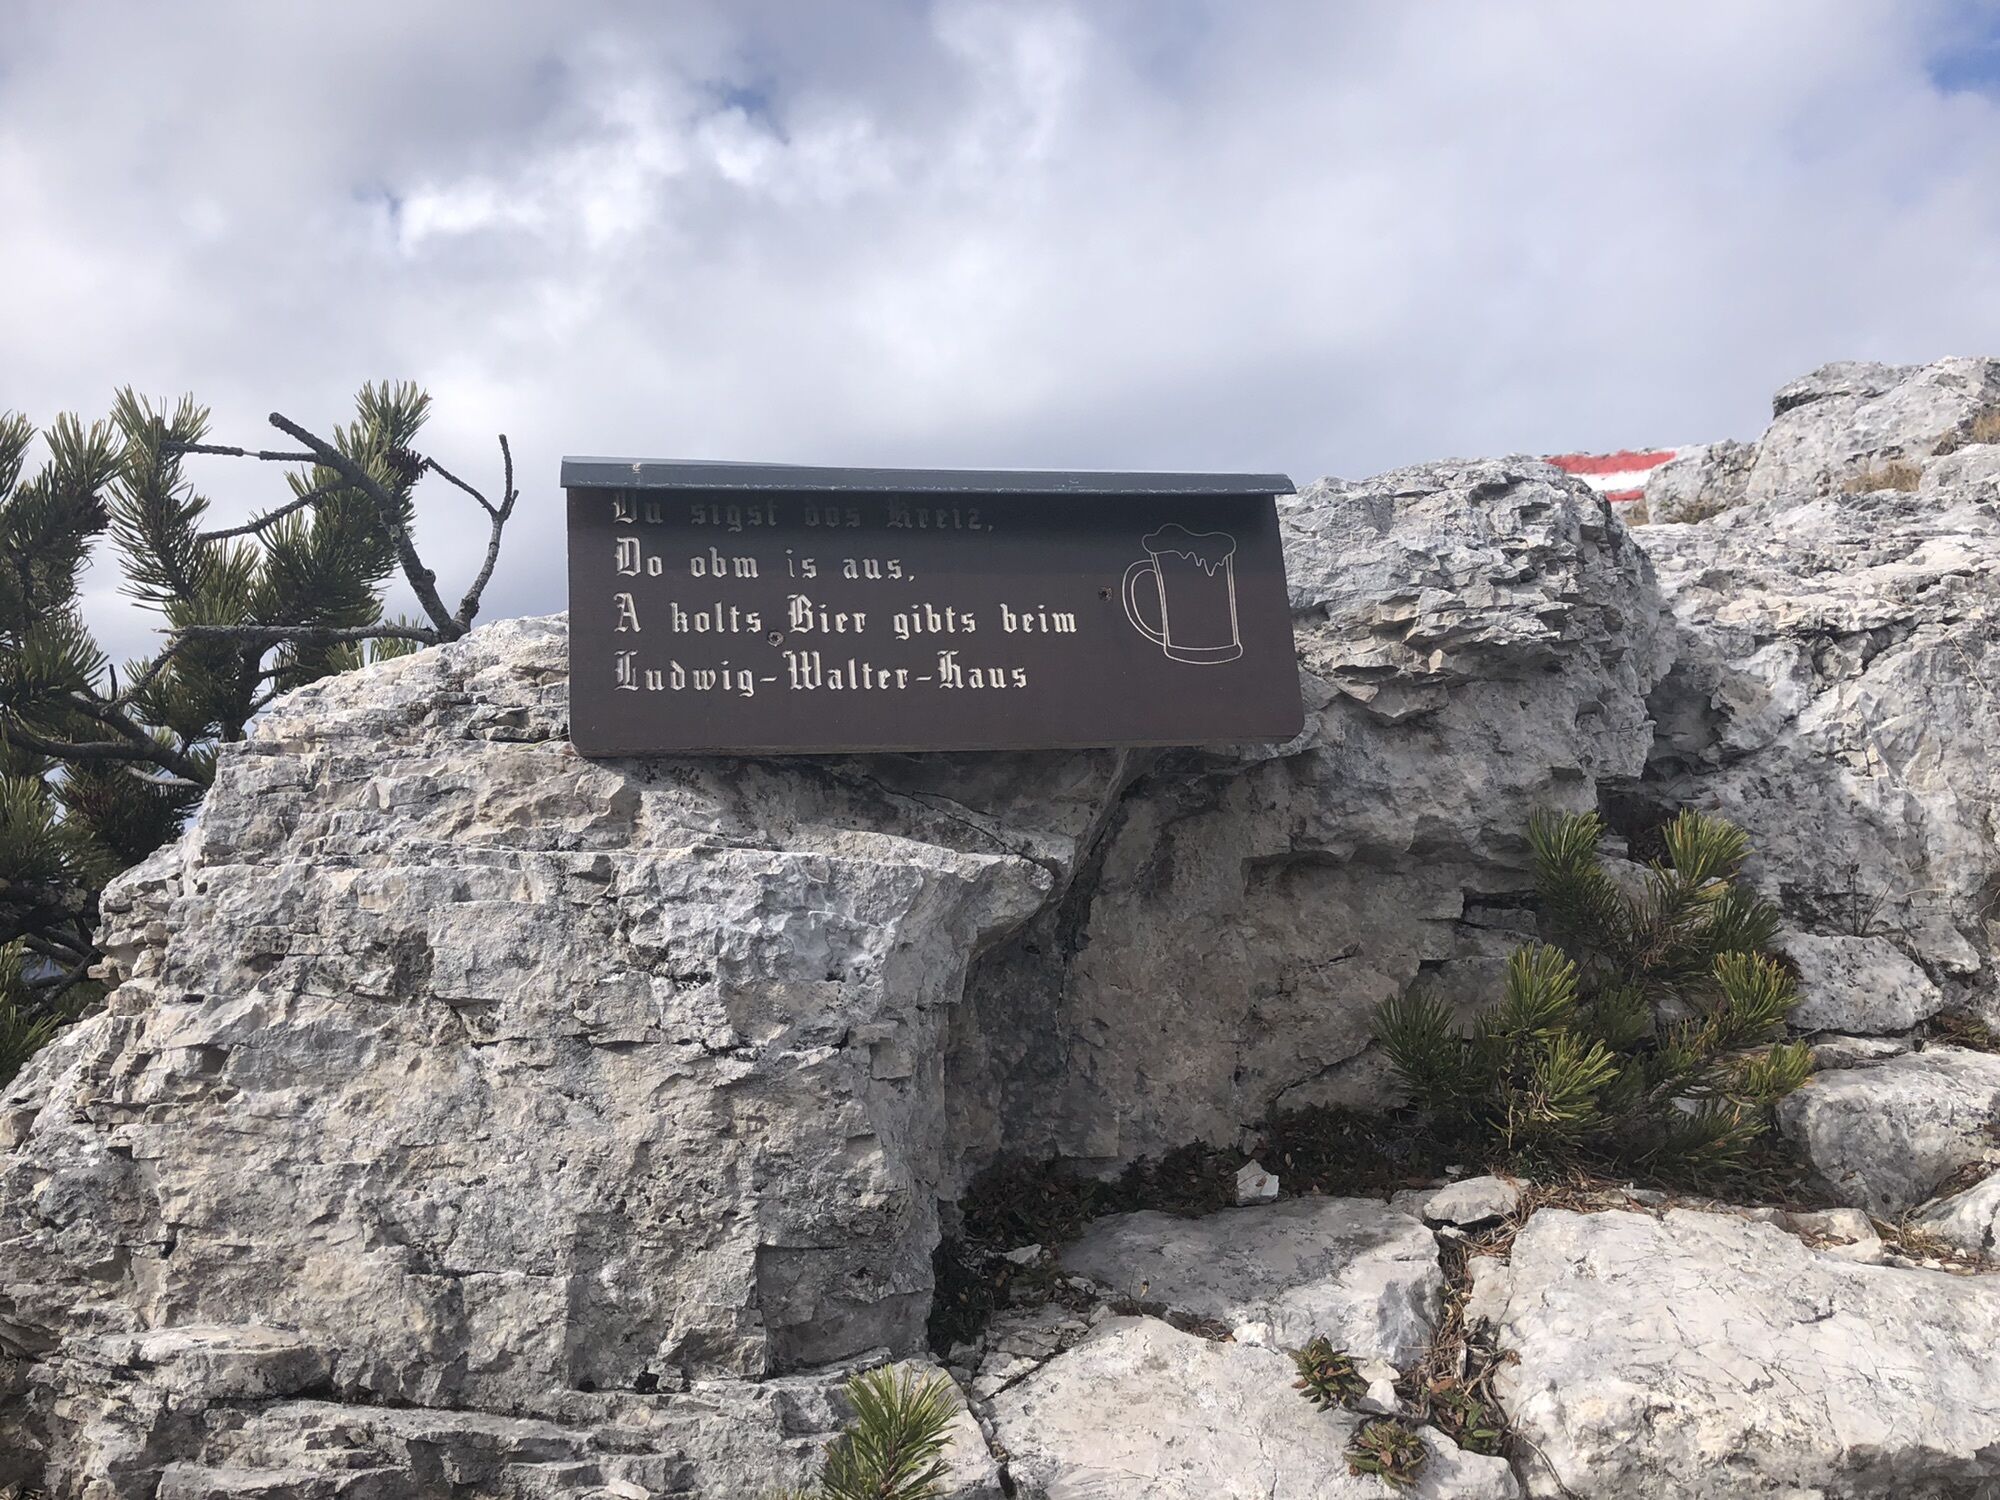 Du sigst dos Kreiz,
Do obm is aus,
A kolts Bier gibts beim
Ludwig-Walter-Haus